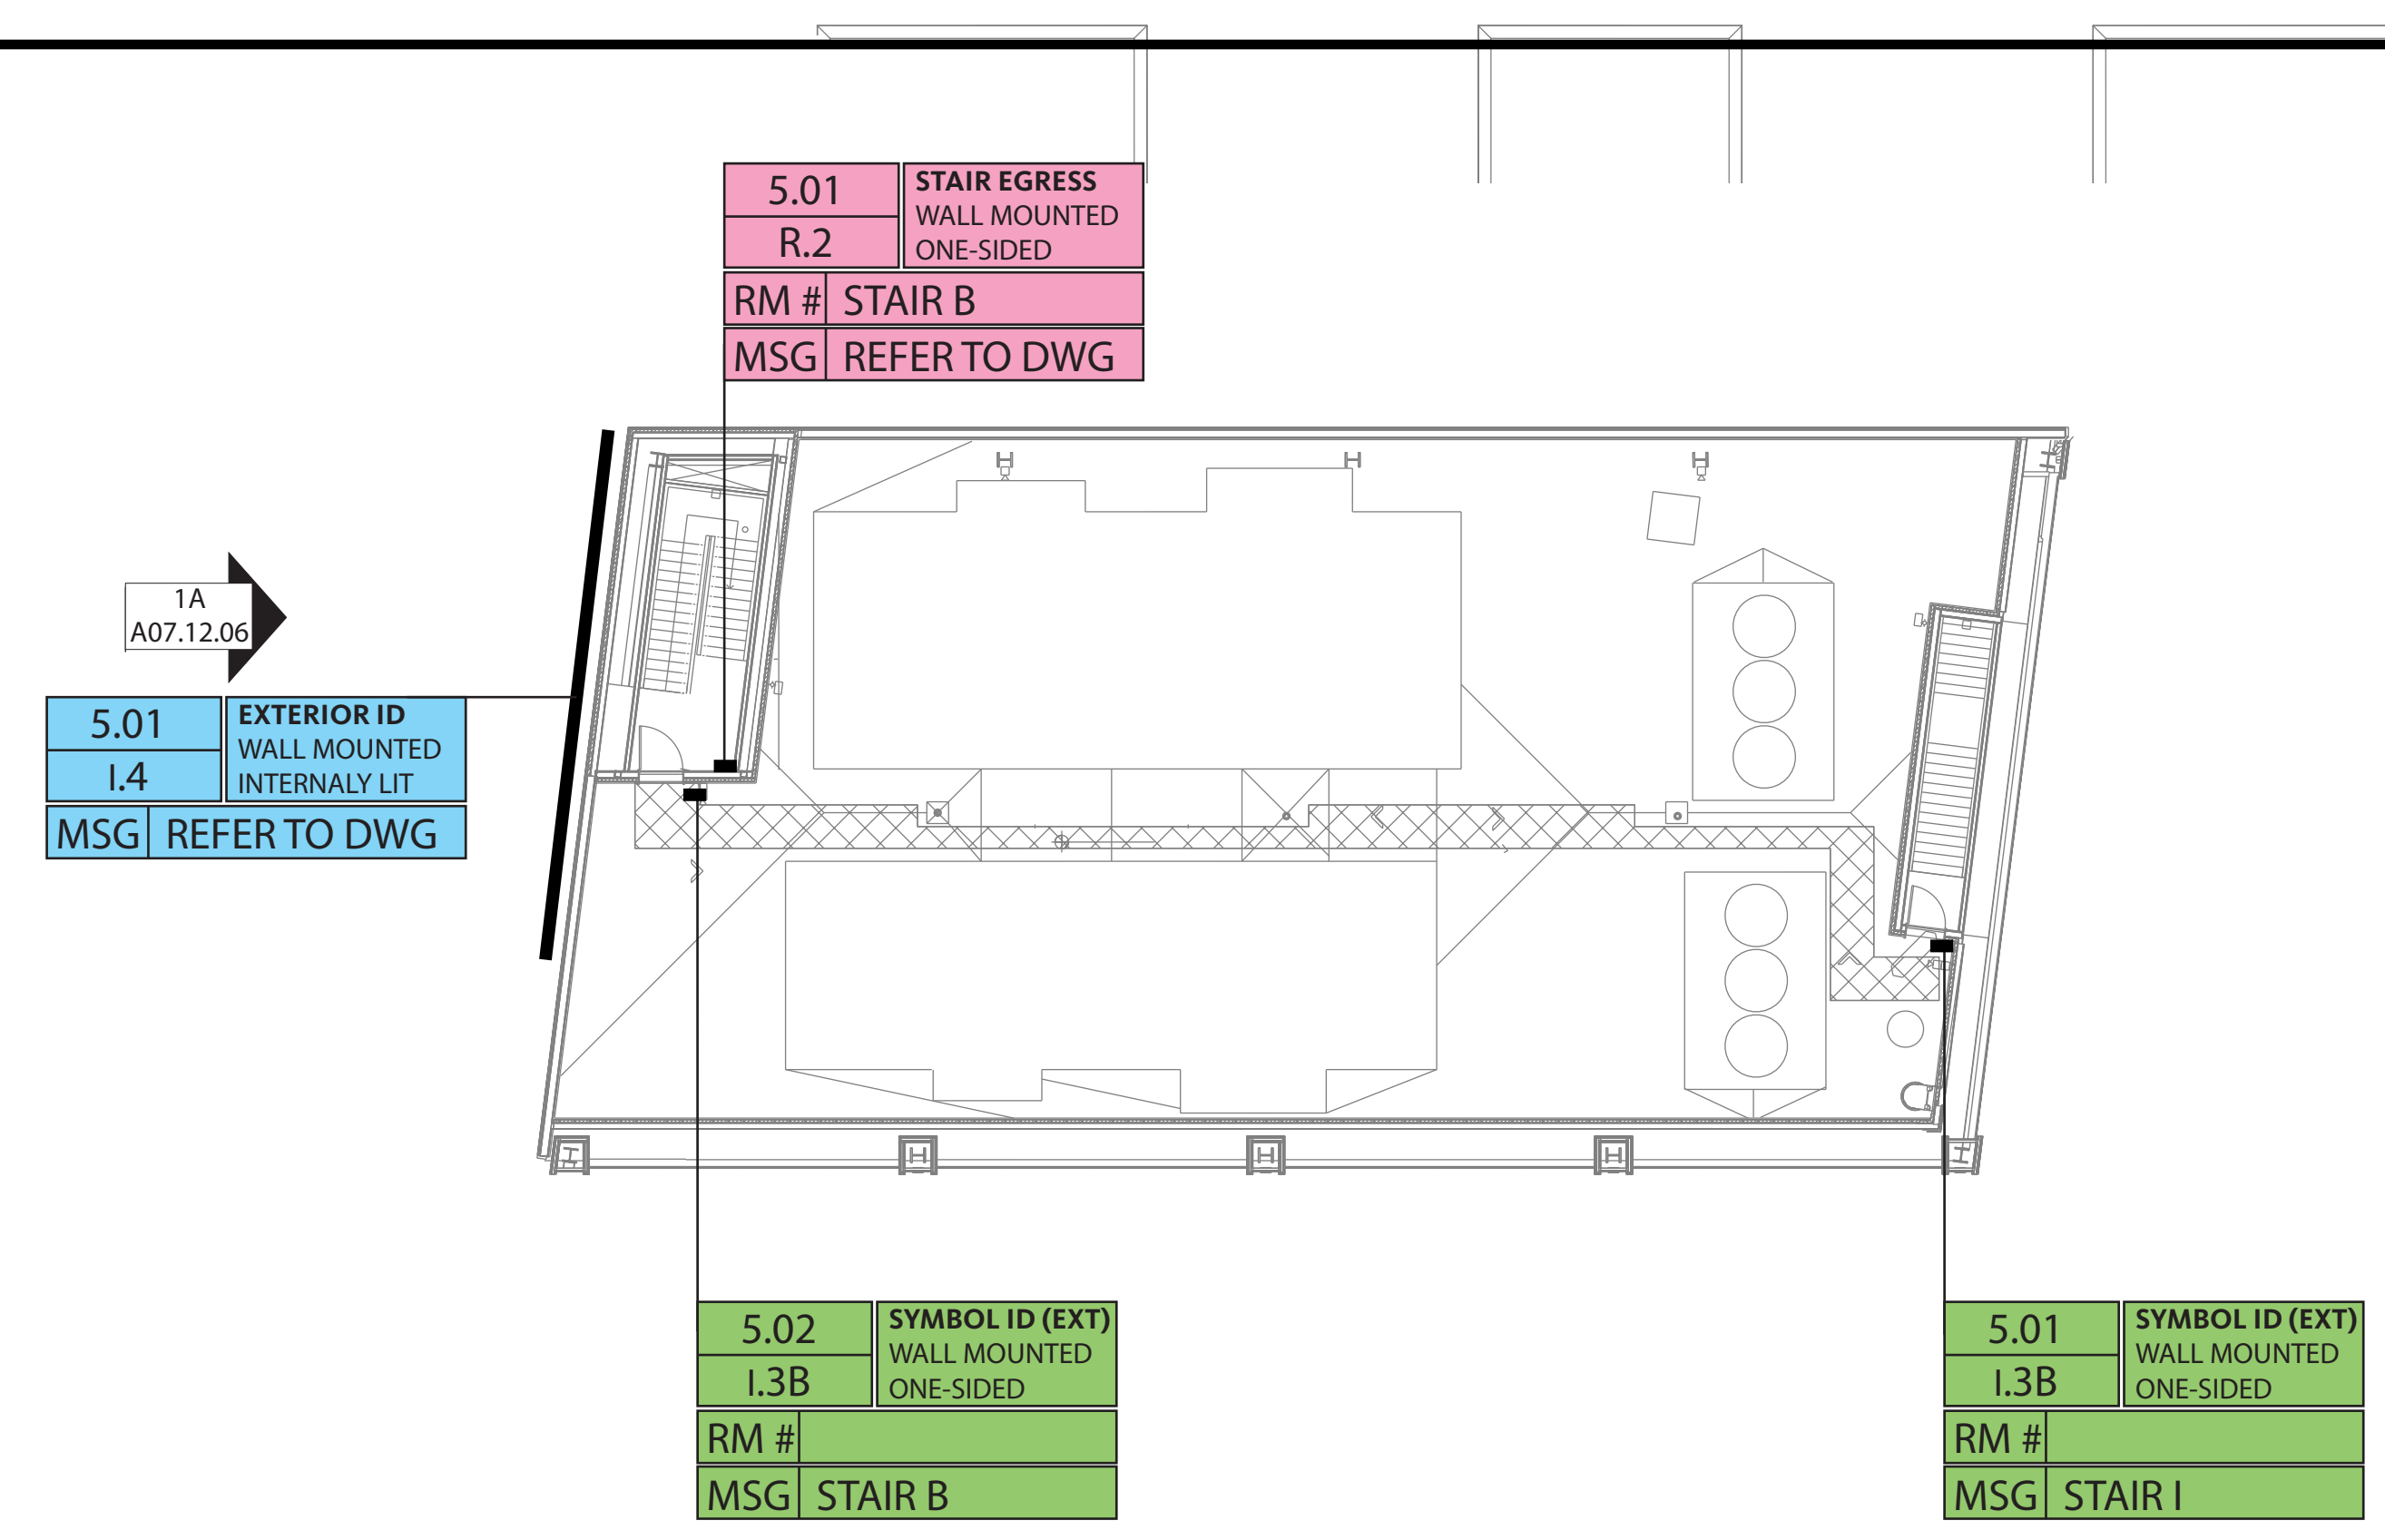 5.01
R.2
STAIR EGRESS
WALL MOUNTED
ONE-SIDED
RM # STAIR B
MSG REFER TO DWG
1A
A07.12.06
5.01
I.4
EXTERIOR ID
WALL MOUNTED
INTERNALY LIT
MSG REFER TO DWG
5.02
I.3B
SYMBOL ID (EXT)
WALL MOUNTED
ONE-SIDED
RM #
MSG STAIR B
5.01
I.3B
SYMBOL ID (EXT)
WALL MOUNTED
ONE-SIDED
RM #
MSG STAIR I